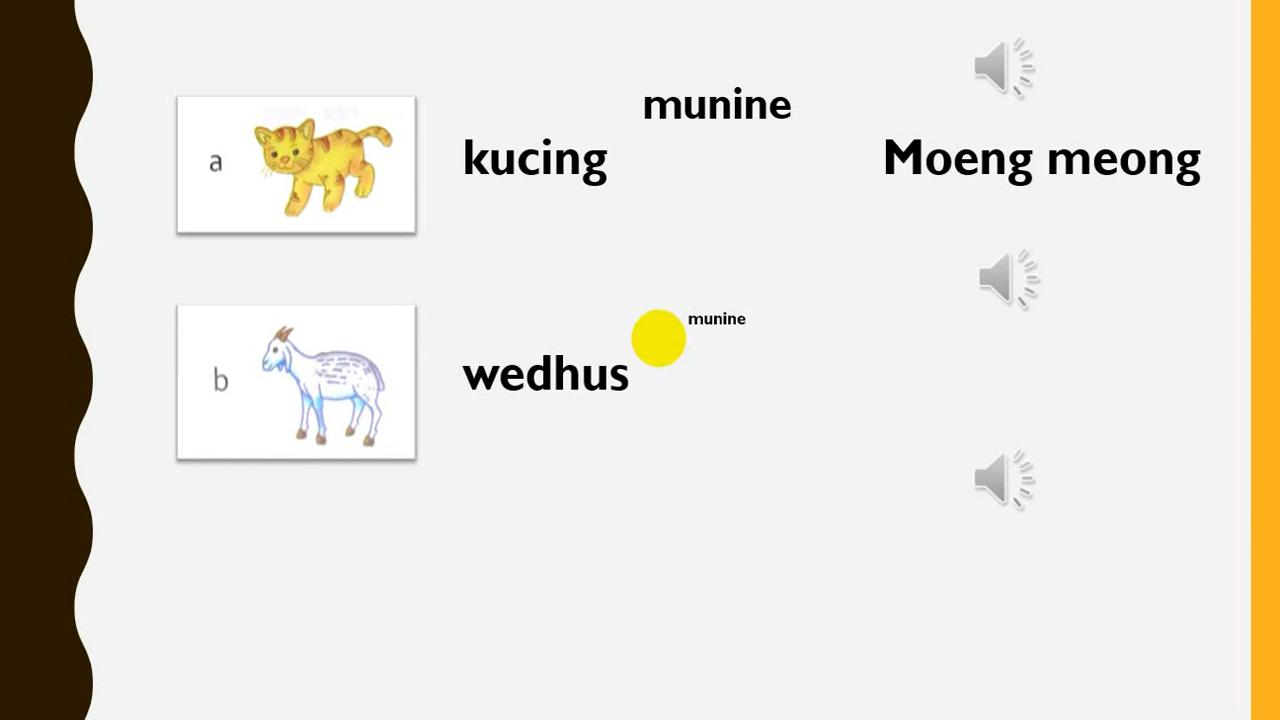 munine
a
kucing
Moeng meong
munine
b
wedhus